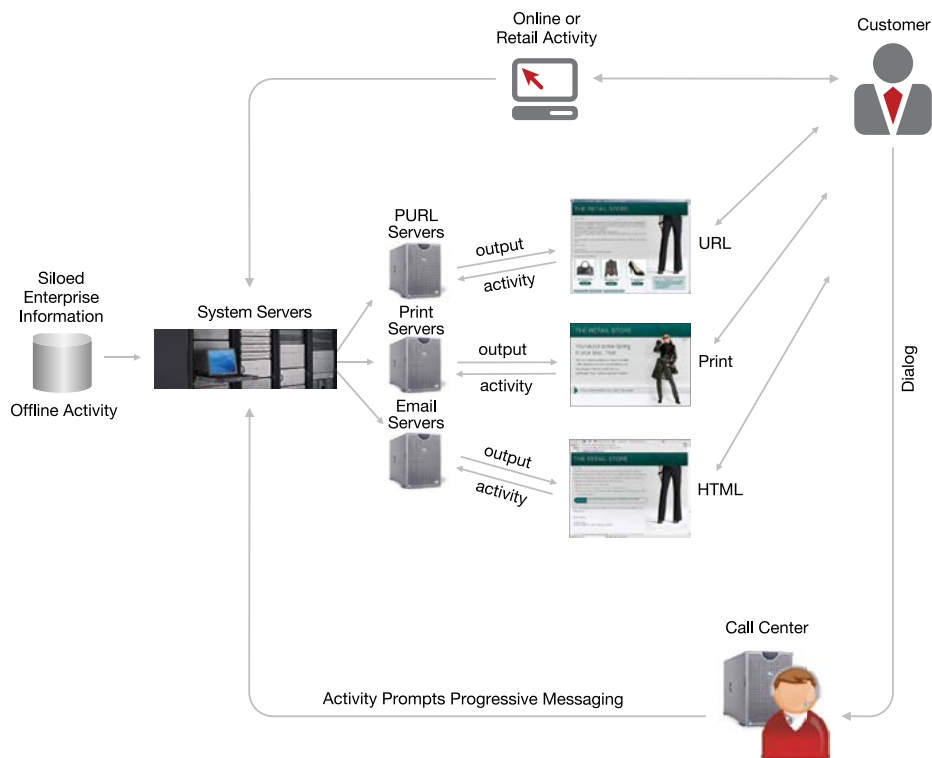 Online or
Retail Activity
Customer
PURL
Servers
output
activity
THE RETAIL STORE
URL
Siloed
Enterprise
Information
Offline Activity
System Servers
Print
Servers
output
activity
THE RETAIL STORE
Print
Dialog
Email
Servers
output
activity
THE RETAIL STORE
HTML
Call Center
Activity Prompts Progressive Messaging